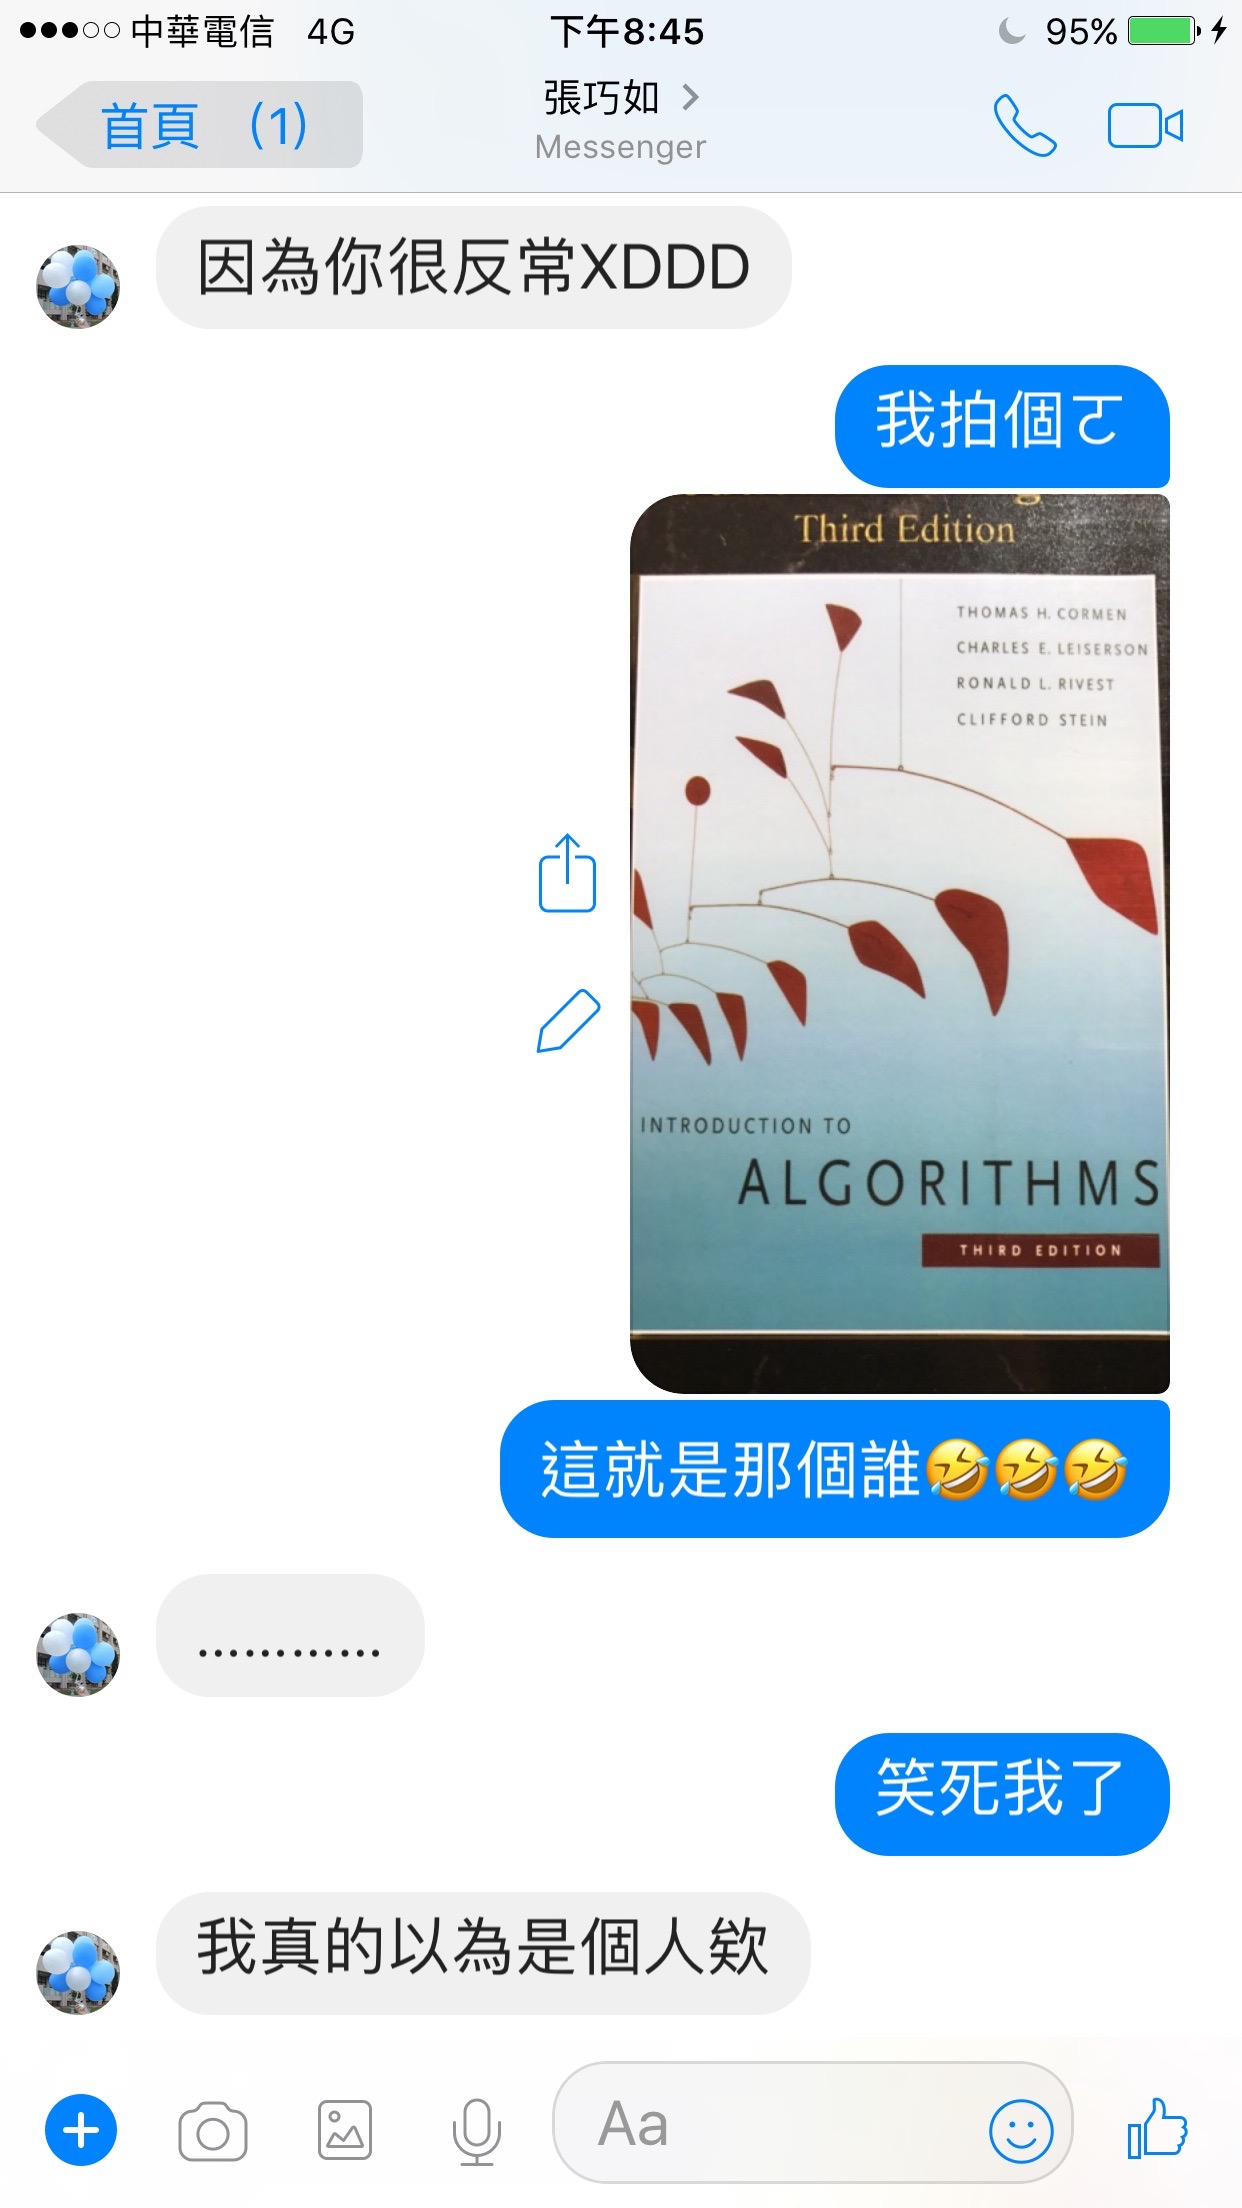 中華電信 4G 下午8:45 95%
首頁 (1) 張巧如
Messenger
因為你很反常XDDD
我拍個ㄛ
Third Edition
THOMAS H. CORMEN
CHARLES E. LEISERSON
RONALD L. RIVEST
CLIFFORD STEIN
INTRODUCTION TO
ALGORITHMS
THIRD EDITION
這就是那個誰🤣🤣🤣
…………
笑死我了
我真的以為是個人欸
Aa